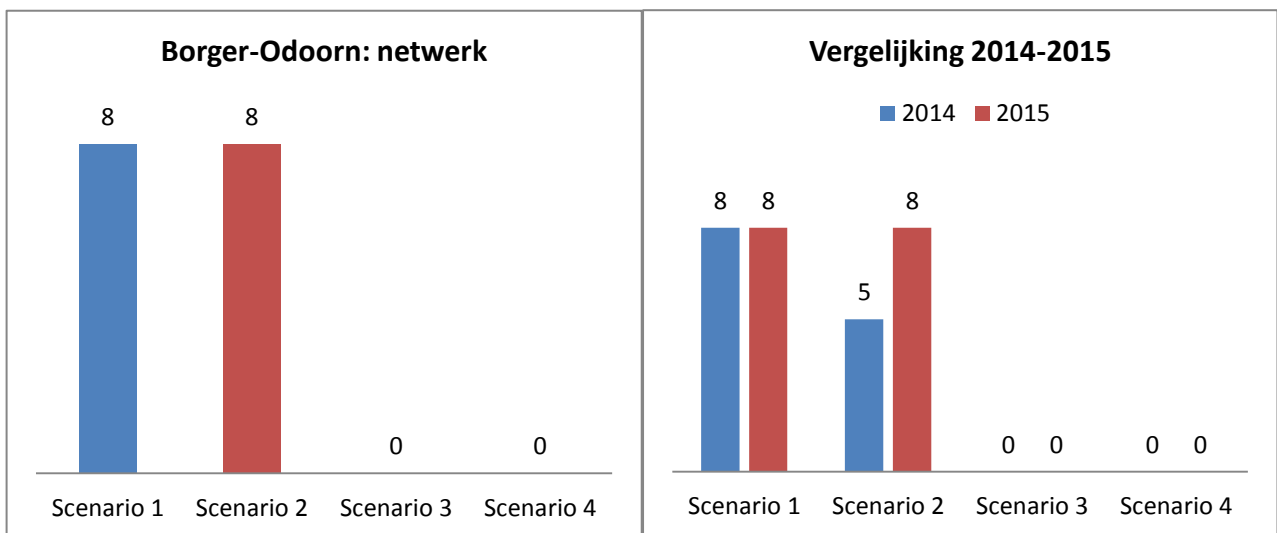 Borger-Odoorn: netwerk
8 8 0 0
Scenario 1 Scenario 2 Scenario 3 Scenario 4
Vergelijking 2014-2015
2014 2015
8 8 5 8 0 0 0 0
Scenario 1 Scenario 2 Scenario 3 Scenario 4